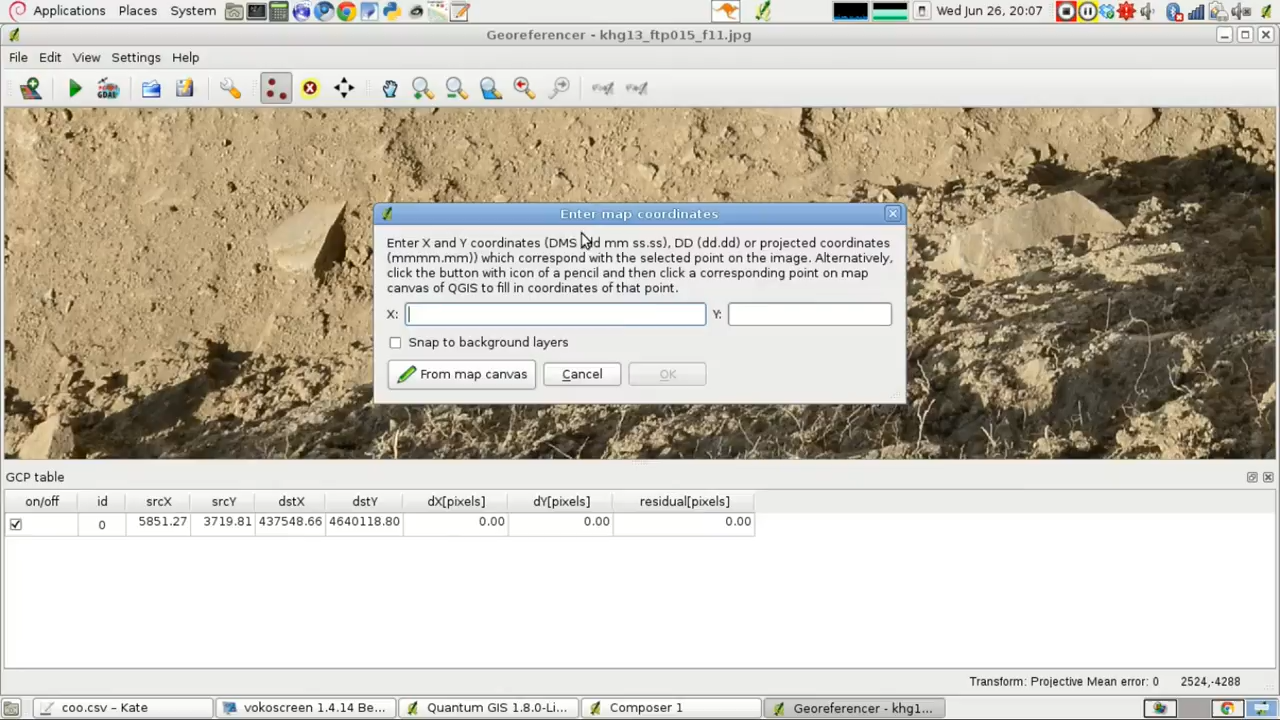 Applications Places System Wed Jun 26, 20:07
Georeferencer - khg13_ftp015_f11.jpg
File Edit View Settings Help
Enter map coordinates
Enter X and Y coordinates (DMS dd mm ss.ss), DD (dd.dd) or projected coordinates
(mmmm.mm)) which correspond with the selected point on the image. Alternatively,
click the button with icon of a pencil and then click a corresponding point on map
canvas of QGIS to fill in coordinates of that point.
X: Y:
Snap to background layers
From map canvas Cancel OK
GCP table
on/off id srcX srcY dstX dstY dX[pixels] dY[pixels] residual[pixels]
0 5851.27 3719.81 437548.66 4640118.80 0.00 0.00 0.00
Transform: Projective Mean error: 0 2524,-4288
coo.csv - Kate vokoscreen 1.4.14 Be... Quantum GIS 1.8.0-Li... Composer 1 Georeferencer - khg1...